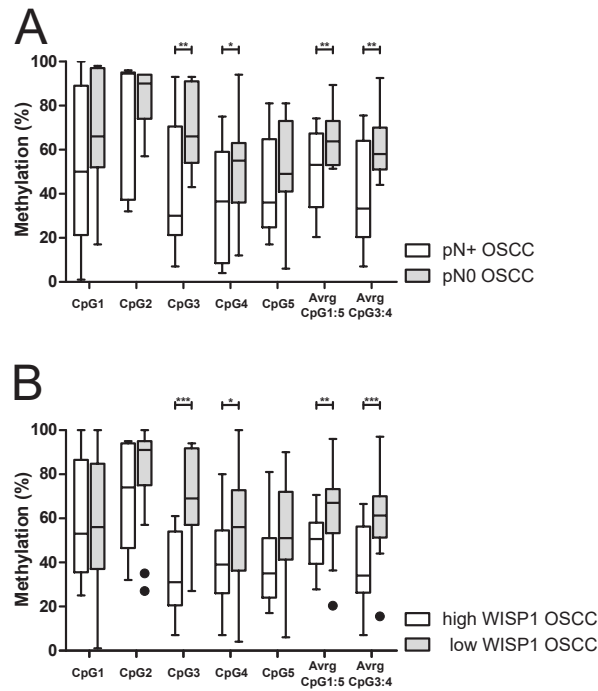 A
** * ** **
100
80
60
40
20
0
Methylation (%)
CpG1 CpG2 CpG3 CpG4 CpG5 Avrg CpG1:5 Avrg CpG3:4
pN+ OSCC
pN0 OSCC
B
*** * ** ***
100
80
60
40
20
0
Methylation (%)
CpG1 CpG2 CpG3 CpG4 CpG5 Avrg CpG1:5 Avrg CpG3:4
high WISP1 OSCC
low WISP1 OSCC